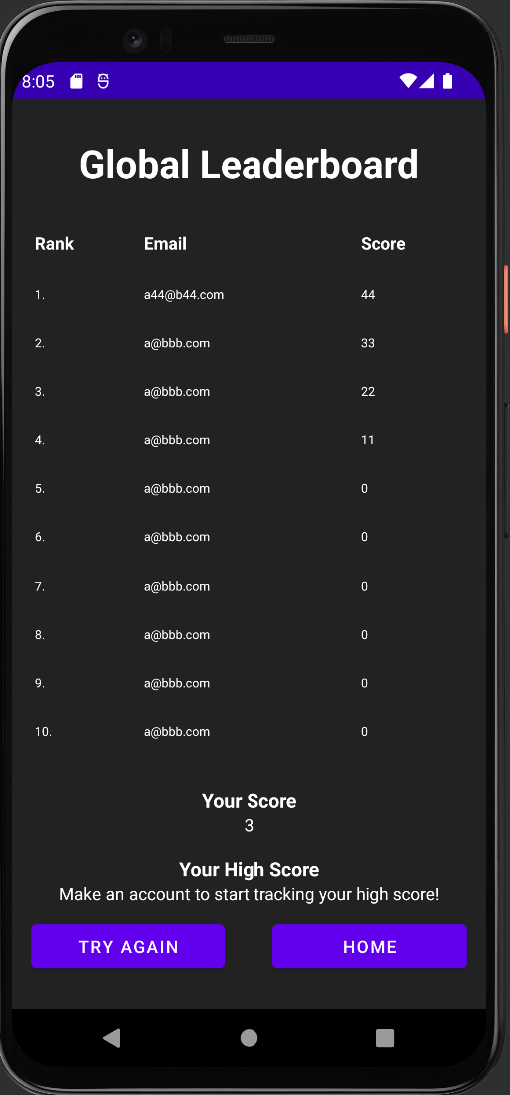 8:05
Global Leaderboard
Rank Email Score
1. a44@b44.com 44
2. a@bbb.com 33
3. a@bbb.com 22
4. a@bbb.com 11
5. a@bbb.com 0
6. a@bbb.com 0
7. a@bbb.com 0
8. a@bbb.com 0
9. a@bbb.com 0
10. a@bbb.com 0
Your Score
3
Your High Score
Make an account to start tracking your high score!
TRY AGAIN HOME